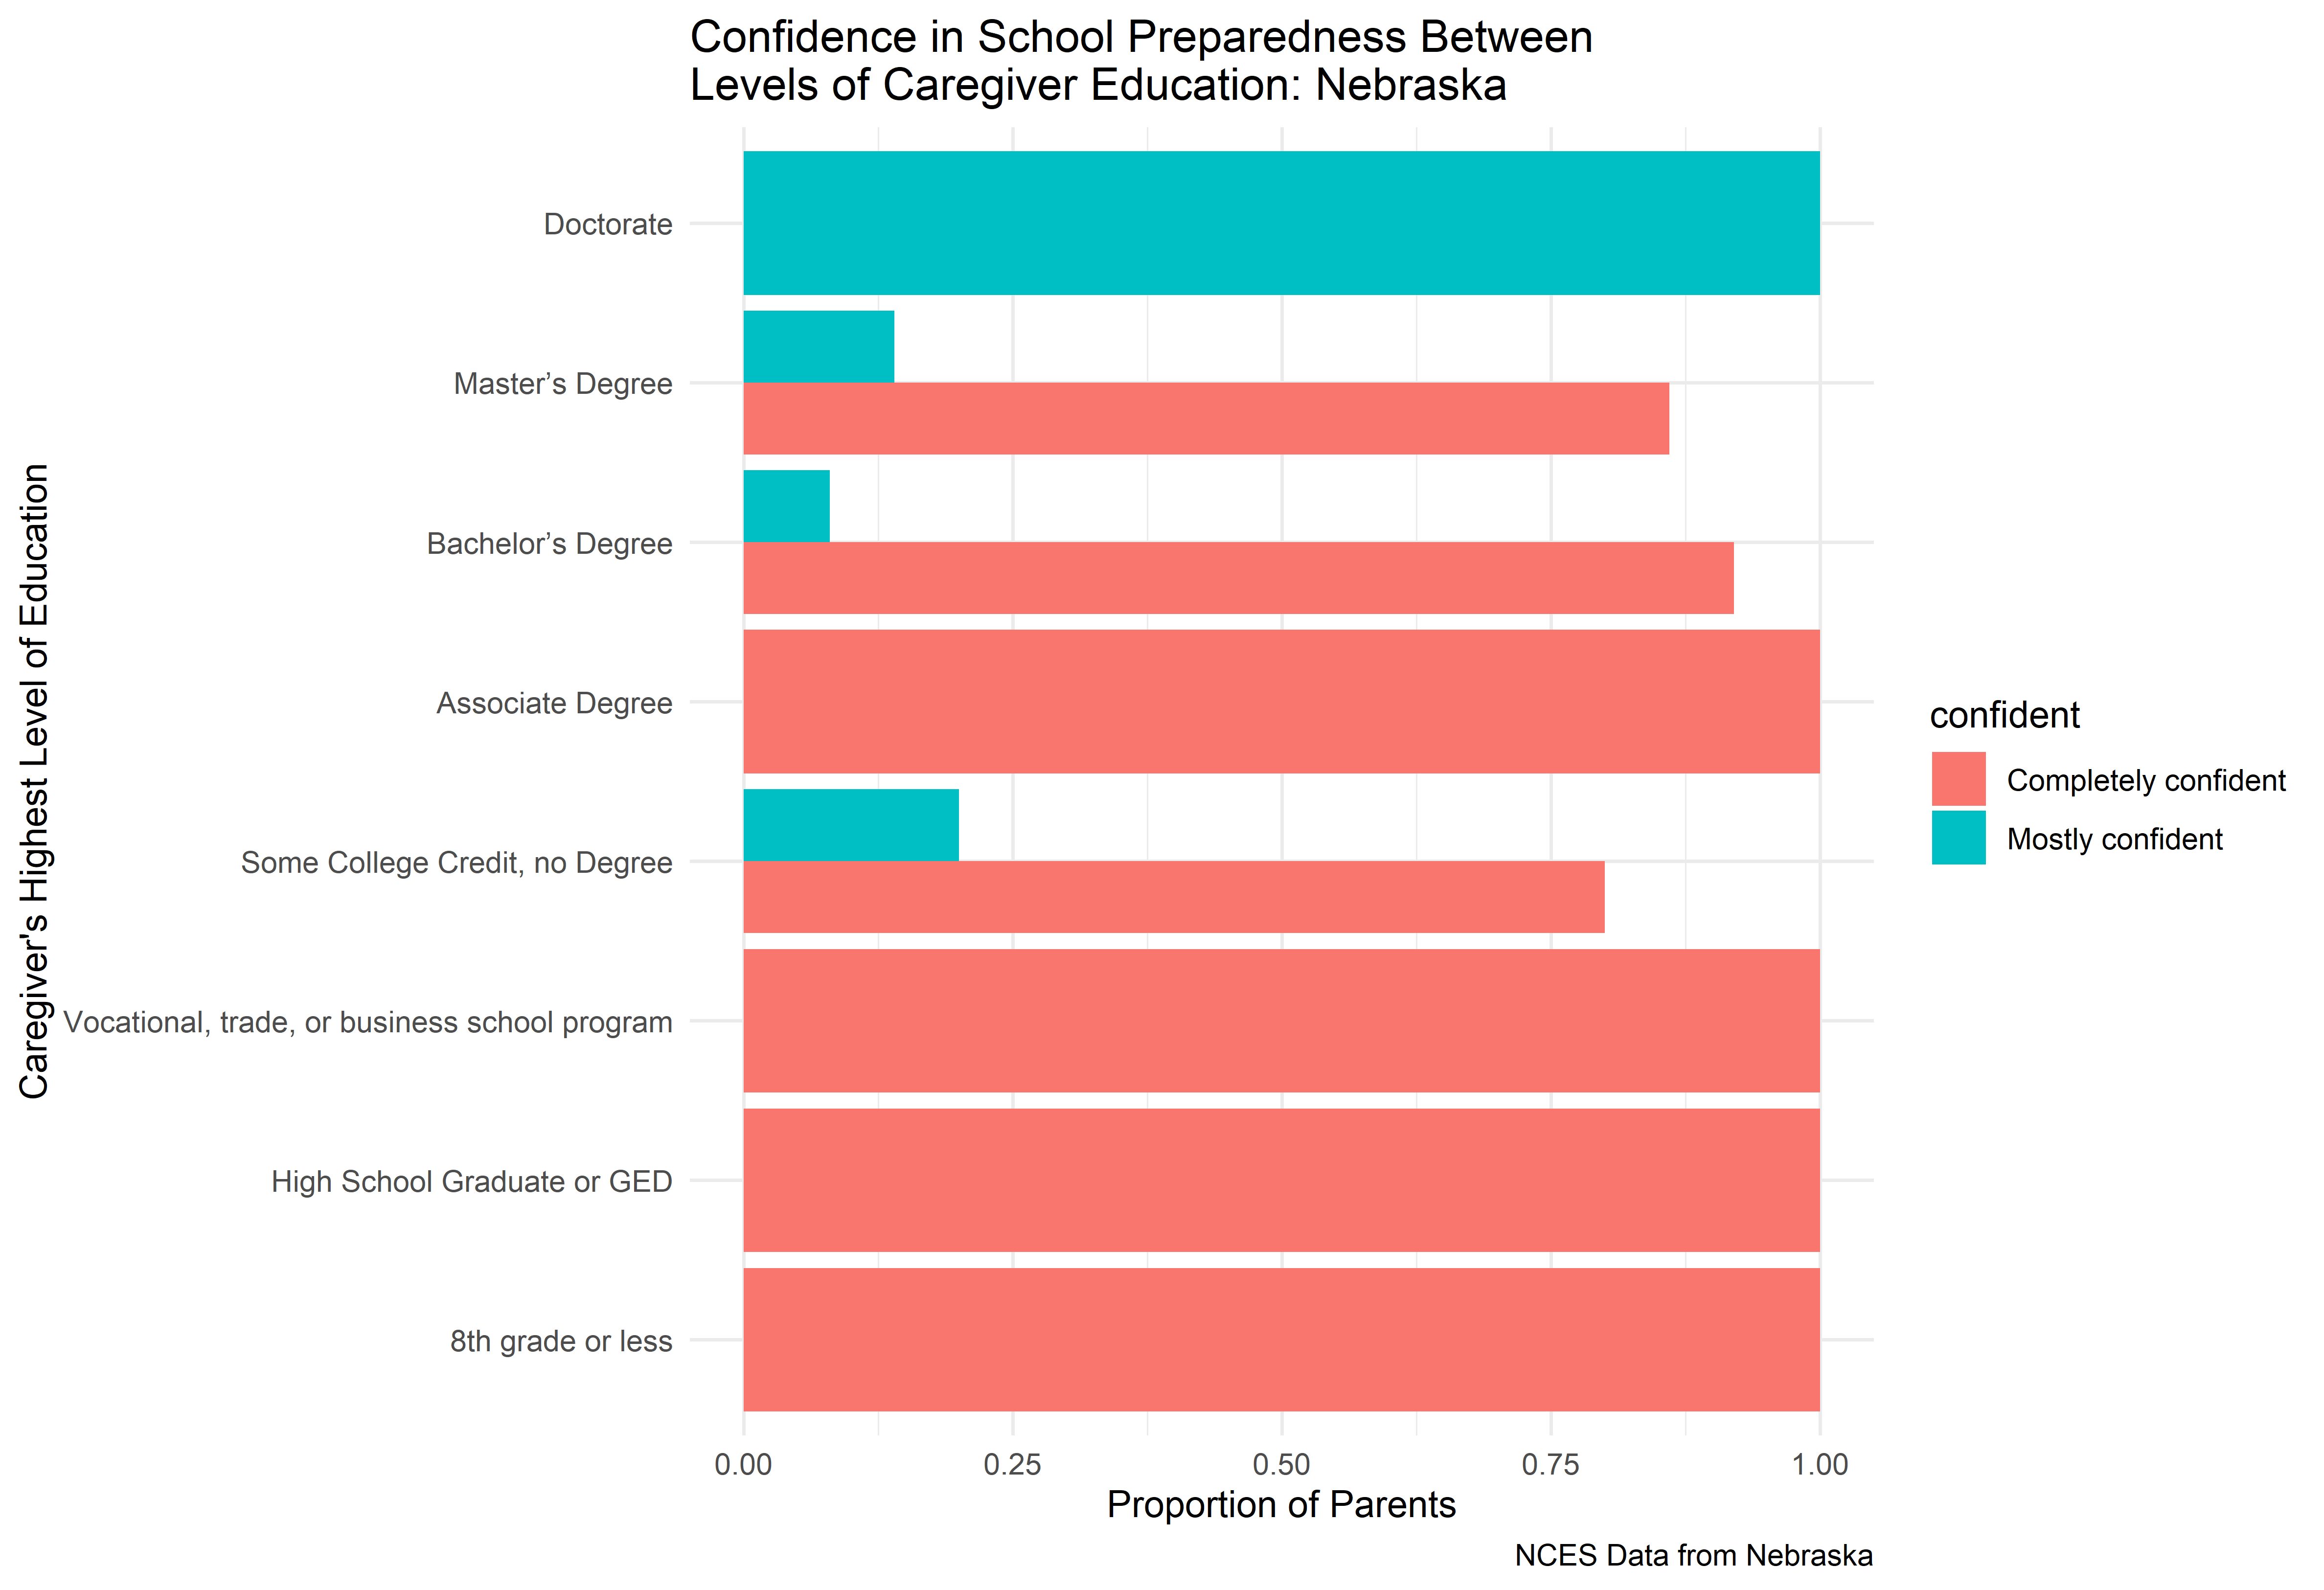 Confidence in School Preparedness Between
Levels of Caregiver Education: Nebraska
Caregiver's Highest Level of Education
Doctorate
Master’s Degree
Bachelor’s Degree
Associate Degree
Some College Credit, no Degree
Vocational, trade, or business school program
High School Graduate or GED
8th grade or less
0.00 0.25 0.50 0.75 1.00
Proportion of Parents
confident
Completely confident
Mostly confident
NCES Data from Nebraska